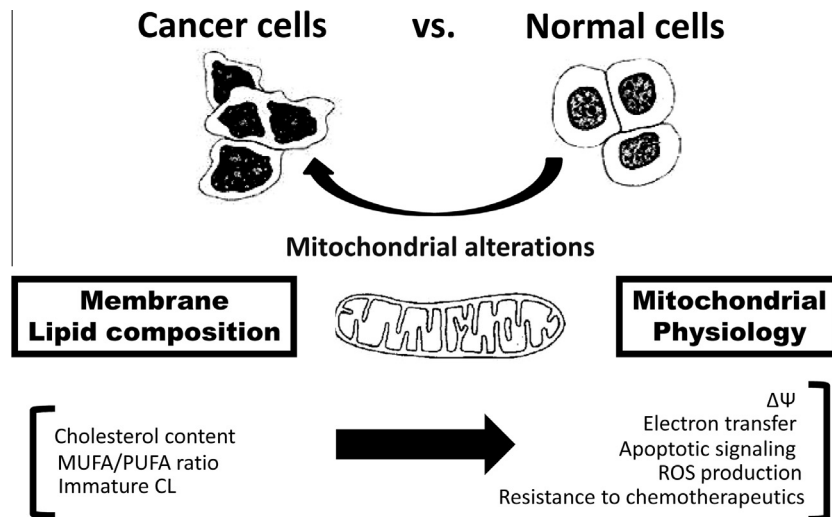 Cancer cells vs. Normal cells
Mitochondrial alterations
Membrane
Lipid composition
Mitochondrial
Physiology
Cholesterol content
MUFA/PUFA ratio
Immature CL
ΔΨ
Electron transfer
Apoptotic signaling
ROS production
Resistance to chemotherapeutics